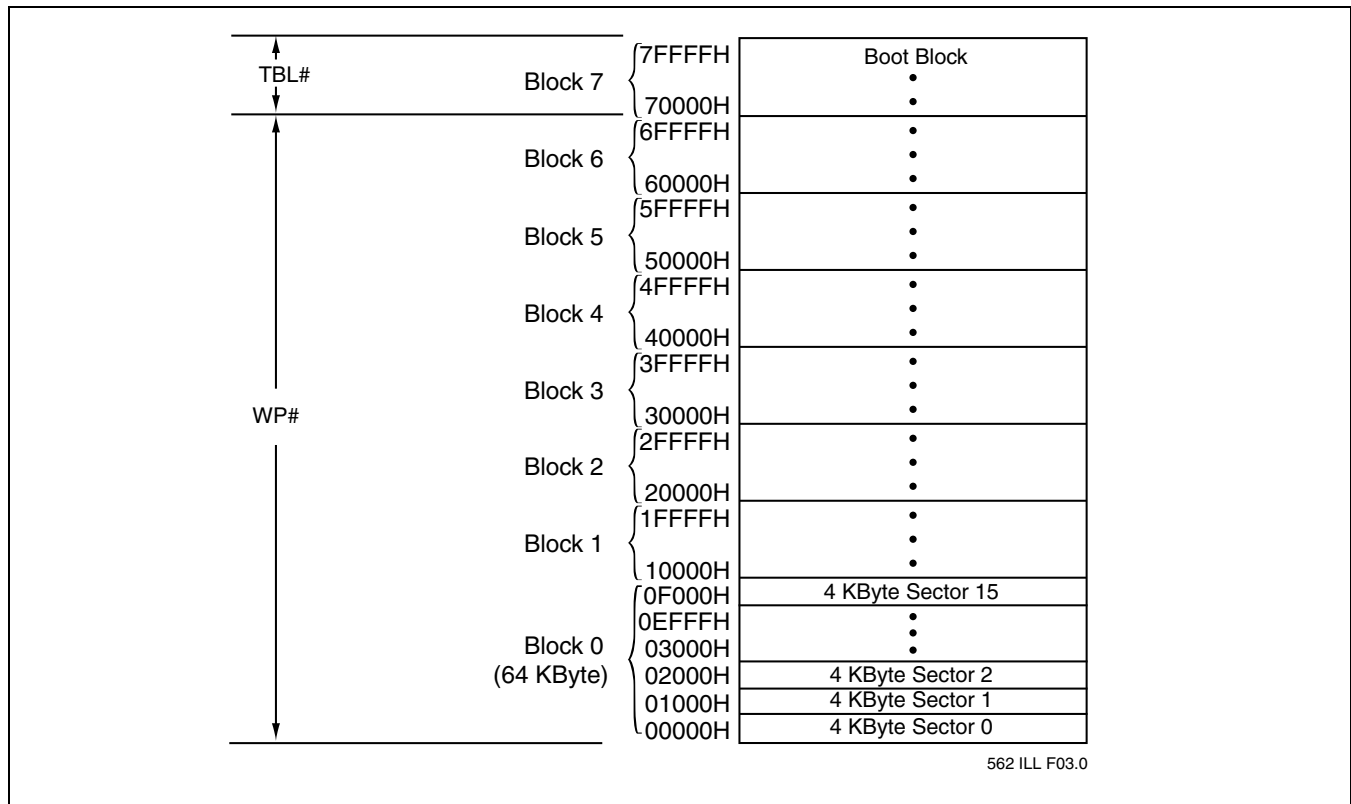 TBL#
WP#
Block 7
7FFFFH
70000H
Boot Block
Block 6
6FFFFH
60000H
Block 5
5FFFFH
50000H
Block 4
4FFFFH
40000H
Block 3
3FFFFH
30000H
Block 2
2FFFFH
20000H
Block 1
1FFFFH
10000H
Block 0
(64 KByte)
0F000H
4 KByte Sector 15
0EFFFH
03000H
02000H
4 KByte Sector 2
01000H
4 KByte Sector 1
00000H
4 KByte Sector 0
562 ILL F03.0